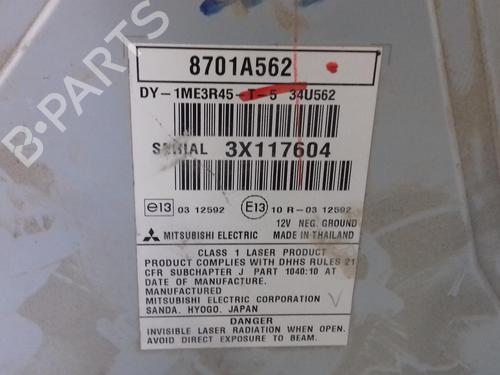 8701A562
DY-1ME3R45-T-5 34U562
SERIAL 3X117604
e13 03 12592 E13 10 R-03 12592
12V NEG. GROUND
MITSUBISHI ELECTRIC MADE IN THAILAND
CLASS 1 LASER PRODUCT
PRODUCT COMPLIES WITH DHHS RULES 21
CFR SUBCHAPTER J PART 1040:10 AT
DATE OF MANUFACTURE.
MANUFACTURED
MITSUBISHI ELECTRIC CORPORATION
SANDA, HYOGO, JAPAN
DANGER
INVISIBLE LASER RADIATION WHEN OPEN.
AVOID DIRECT EXPOSURE TO BEAM.
B-PARTS